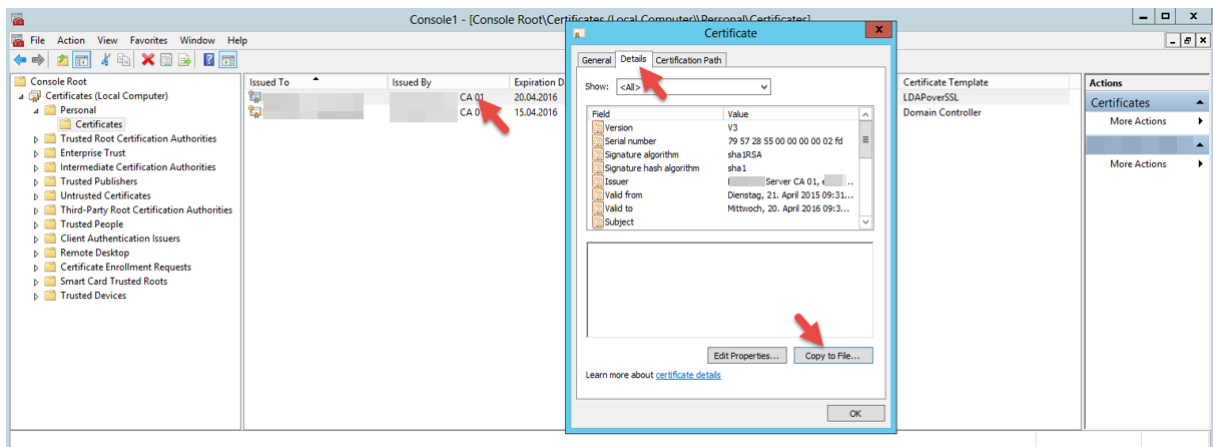 Console1 - [Console Root\Certificates (Local Computer)\Personal\Certificates]
File Action View Favorites Window Help
Console Root
Certificates (Local Computer)
Personal
Certificates
Trusted Root Certification Authorities
Enterprise Trust
Intermediate Certification Authorities
Trusted Publishers
Untrusted Certificates
Third-Party Root Certification Authorities
Trusted People
Client Authentication Issuers
Remote Desktop
Certificate Enrollment Requests
Smart Card Trusted Roots
Trusted Devices
Issued To Issued By Expiration D
CA 01 20.04.2016
CA 0 15.04.2016
Certificate
General Details Certification Path
Show: <All>
Field Value
Version V3
Serial number 79 57 28 55 00 00 00 00 02 fd
Signature algorithm sha1RSA
Signature hash algorithm sha1
Issuer Server CA 01, ...
Valid from Dienstag, 21. April 2015 09:31...
Valid to Mittwoch, 20. April 2016 09:3...
Subject
Edit Properties... Copy to File...
Learn more about certificate details
OK
Certificate Template
LDAPoverSSL
Domain Controller
Actions
Certificates
More Actions
More Actions